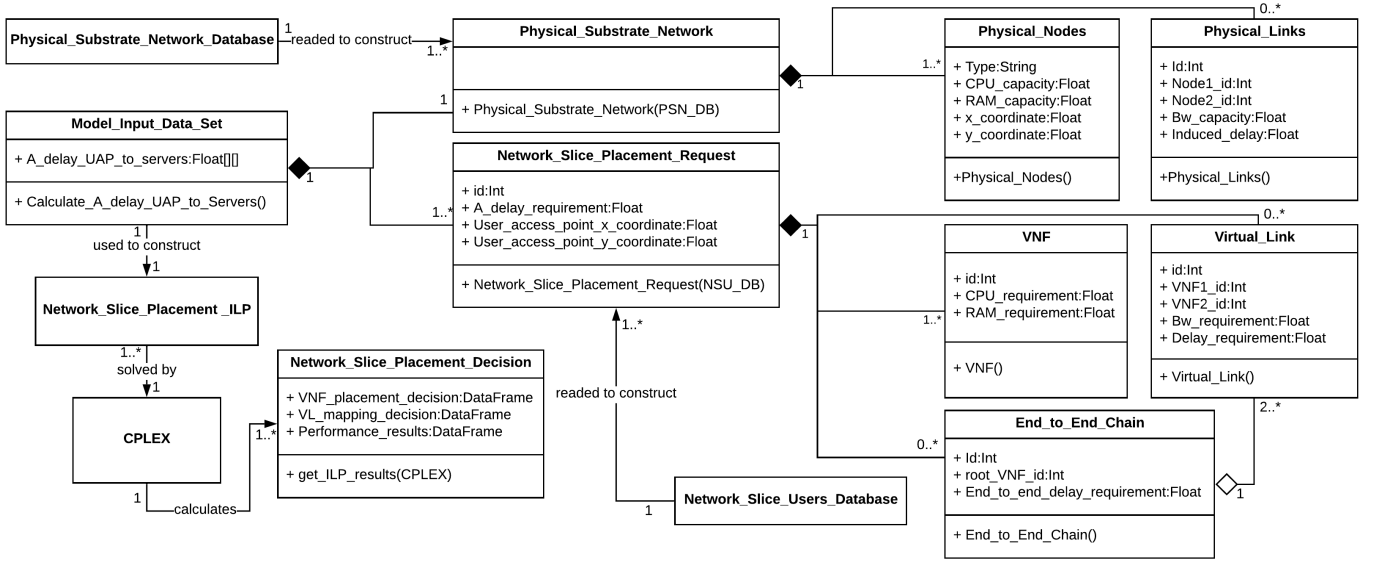 Physical_Substrate_Network_Database
1
readed to construct
1..*
Physical_Substrate_Network
+ Physical_Substrate_Network(PSN_DB)
1
1..*
0..*
Physical_Nodes
+ Type:String
+ CPU_capacity:Float
+ RAM_capacity:Float
+ x_coordinate:Float
+ y_coordinate:Float
+Physical_Nodes()
Physical_Links
+ Id:Int
+ Node1_id:Int
+ Node2_id:Int
+ Bw_capacity:Float
+ Induced_delay:Float
+Physical_Links()
Model_Input_Data_Set
+ A_delay_UAP_to_servers:Float[][]
+ Calculate_A_delay_UAP_to_Servers()
1
1
1..*
Network_Slice_Placement_Request
+ id:Int
+ A_delay_requirement:Float
+ User_access_point_x_coordinate:Float
+ User_access_point_y_coordinate:Float
+ Network_Slice_Placement_Request(NSU_DB)
1
0..*
1..*
0..*
VNF
+ id:Int
+ CPU_requirement:Float
+ RAM_requirement:Float
+ VNF()
Virtual_Link
+ id:Int
+ VNF1_id:Int
+ VNF2_id:Int
+ Bw_requirement:Float
+ Delay_requirement:Float
+ Virtual_Link()
2..*
1
used to construct
1
Network_Slice_Placement _ILP
1..*
solved by
1
CPLEX
1
calculates
1..*
Network_Slice_Placement_Decision
+ VNF_placement_decision:DataFrame
+ VL_mapping_decision:DataFrame
+ Performance_results:DataFrame
+ get_ILP_results(CPLEX)
1..*
readed to construct
1
Network_Slice_Users_Database
End_to_End_Chain
+ Id:Int
+ root_VNF_id:Int
+ End_to_end_delay_requirement:Float
+ End_to_End_Chain()
1